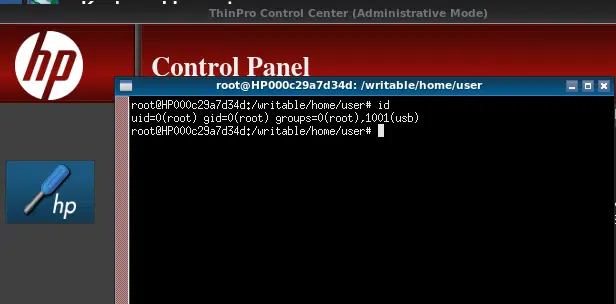 ThinPro Control Center (Administrative Mode)
hp
Control Panel
root@HP000c29a7d34d: /writable/home/user
root@HP000c29a7d34d:/writable/home/user# id
uid=0(root) gid=0(root) groups=0(root),1001(usb)
root@HP000c29a7d34d:/writable/home/user#
hp